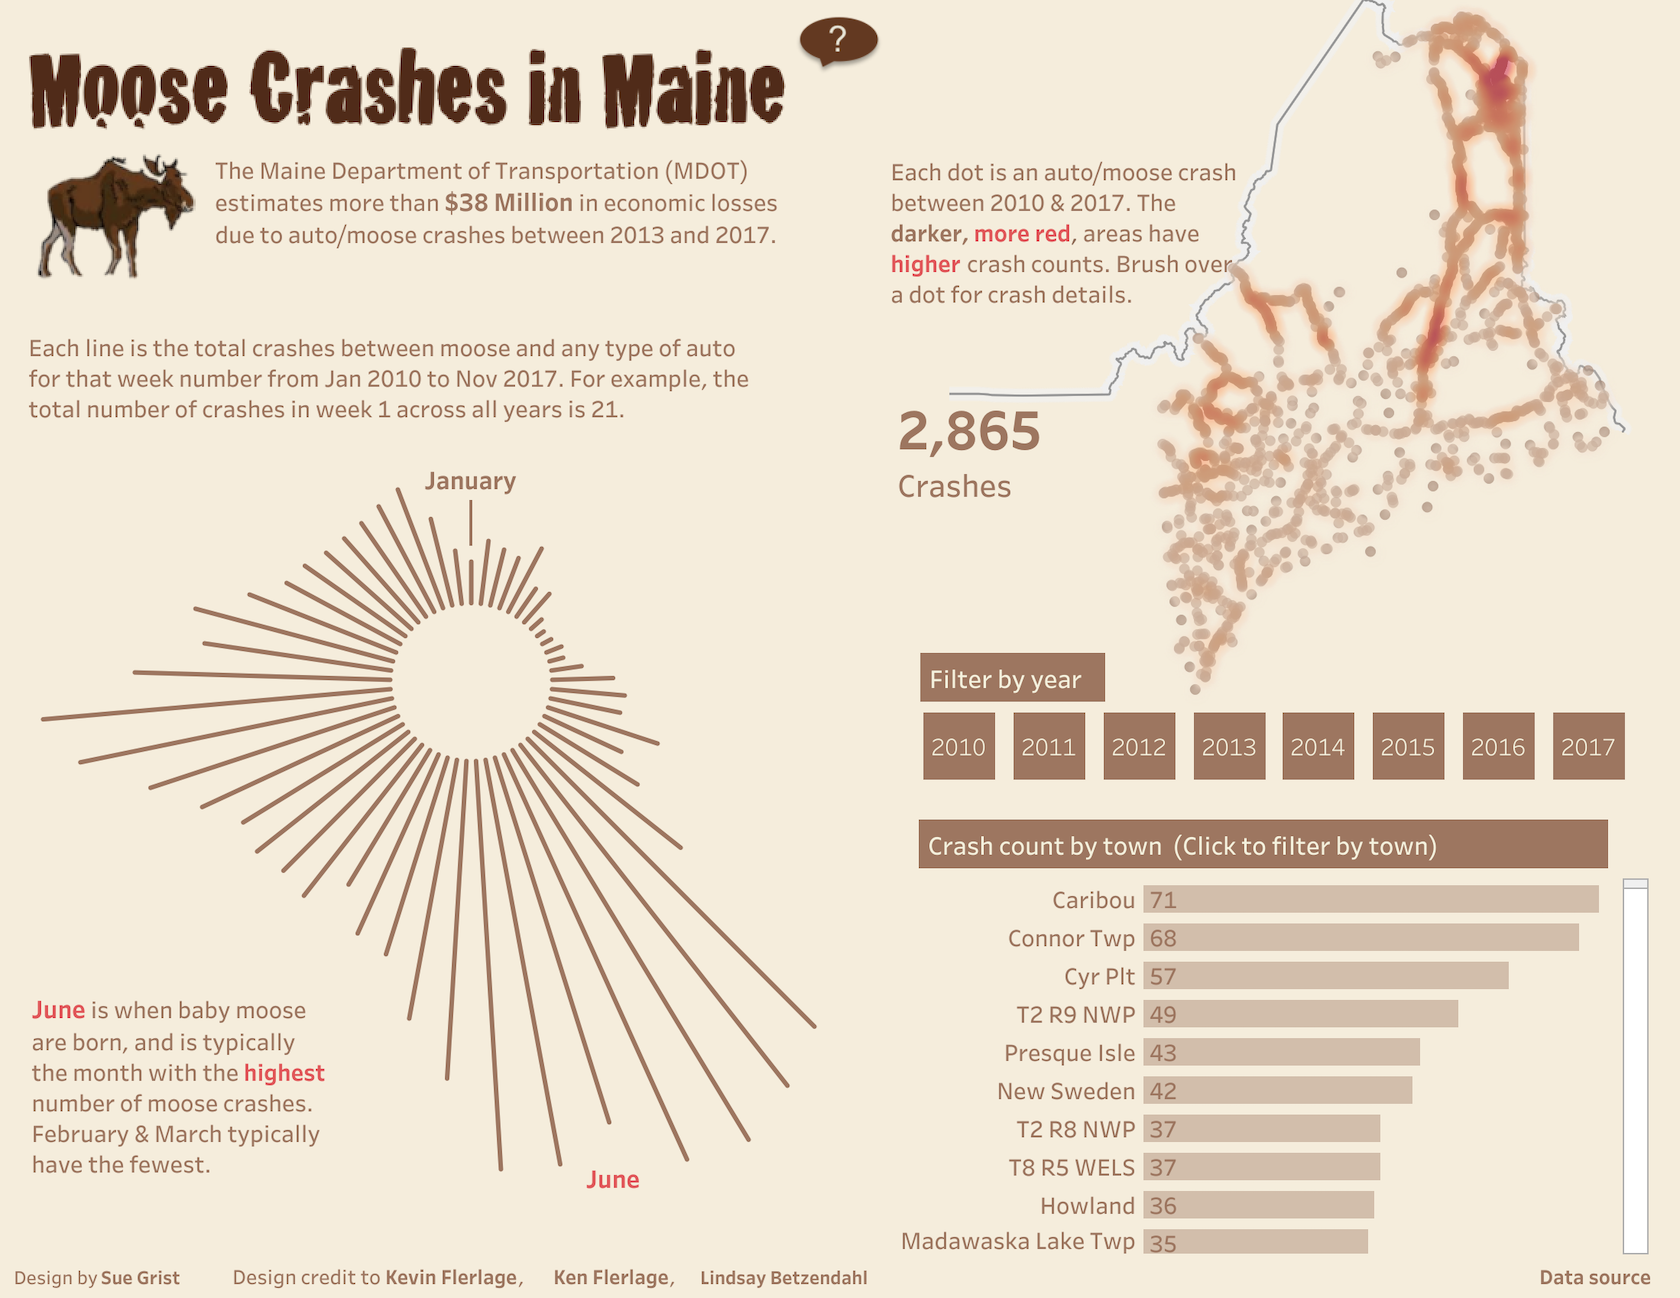 Moose Crashes in Maine
?
The Maine Department of Transportation (MDOT)
estimates more than $38 Million in economic losses
due to auto/moose crashes between 2013 and 2017.
Each line is the total crashes between moose and any type of auto
for that week number from Jan 2010 to Nov 2017. For example, the
total number of crashes in week 1 across all years is 21.
January
June
June is when baby moose
are born, and is typically
the month with the highest
number of moose crashes.
February & March typically
have the fewest.
Each dot is an auto/moose crash
between 2010 & 2017. The
darker, more red, areas have
higher crash counts. Brush over
a dot for crash details.
2,865
Crashes
Filter by year
2010 2011 2012 2013 2014 2015 2016 2017
Crash count by town (Click to filter by town)
Caribou 71
Connor Twp 68
Cyr Plt 57
T2 R9 NWP 49
Presque Isle 43
New Sweden 42
T2 R8 NWP 37
T8 R5 WELS 37
Howland 36
Madawaska Lake Twp 35
Design by Sue Grist Design credit to Kevin Flerlage, Ken Flerlage, Lindsay Betzendahl
Data source